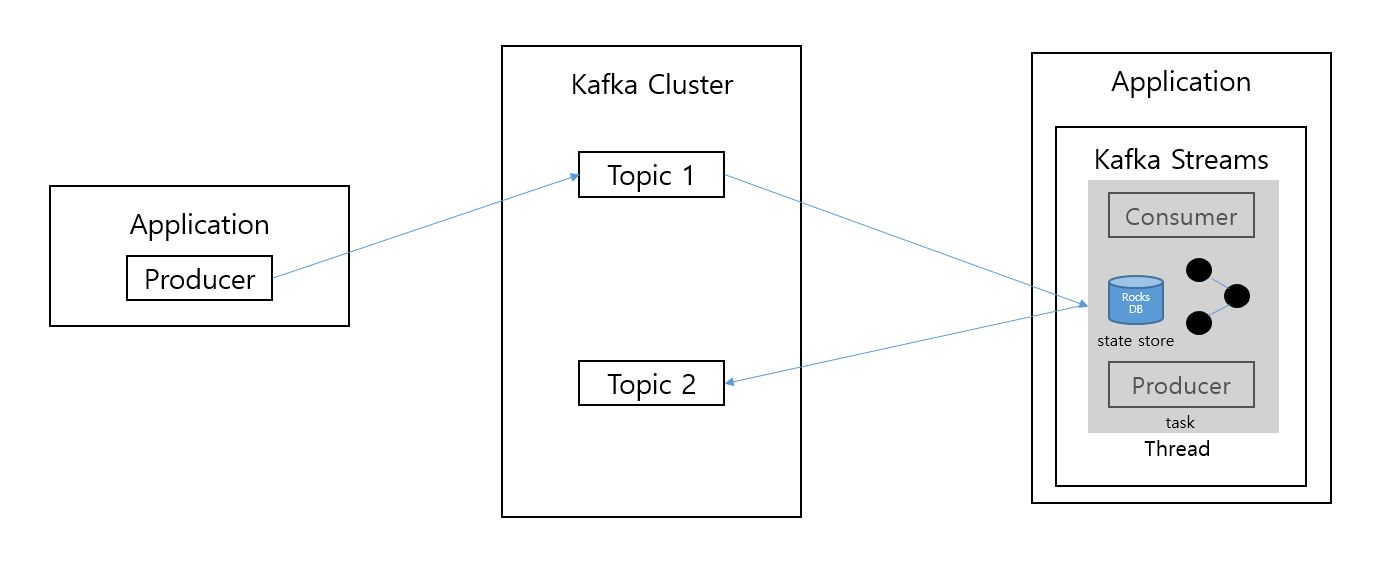 Application
Producer
Kafka Cluster
Topic 1
Topic 2
Application
Kafka Streams
Consumer
Rocks
DB
state store
Producer
task
Thread